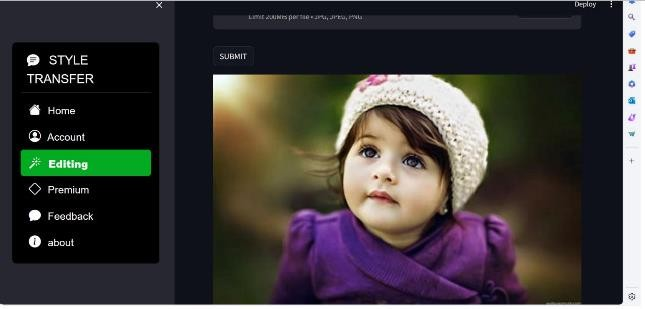 Deploy
Limit 200MB per file • JPG, JPEG, PNG
STYLE
TRANSFER
Home
Account
Editing
Premium
Feedback
about
SUBMIT